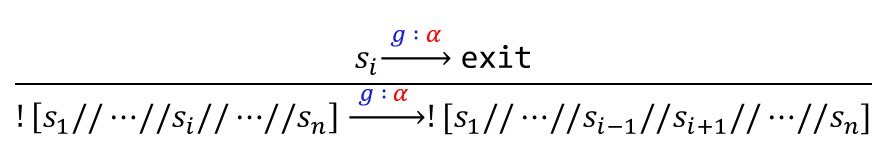 g : α
s_i ⟶ exit
g : α
! [s_1// ⋯//s_i// ⋯//s_n] ⟶ ! [s_1// ⋯//s_{i−1}//s_{i+1}// ⋯//s_n]